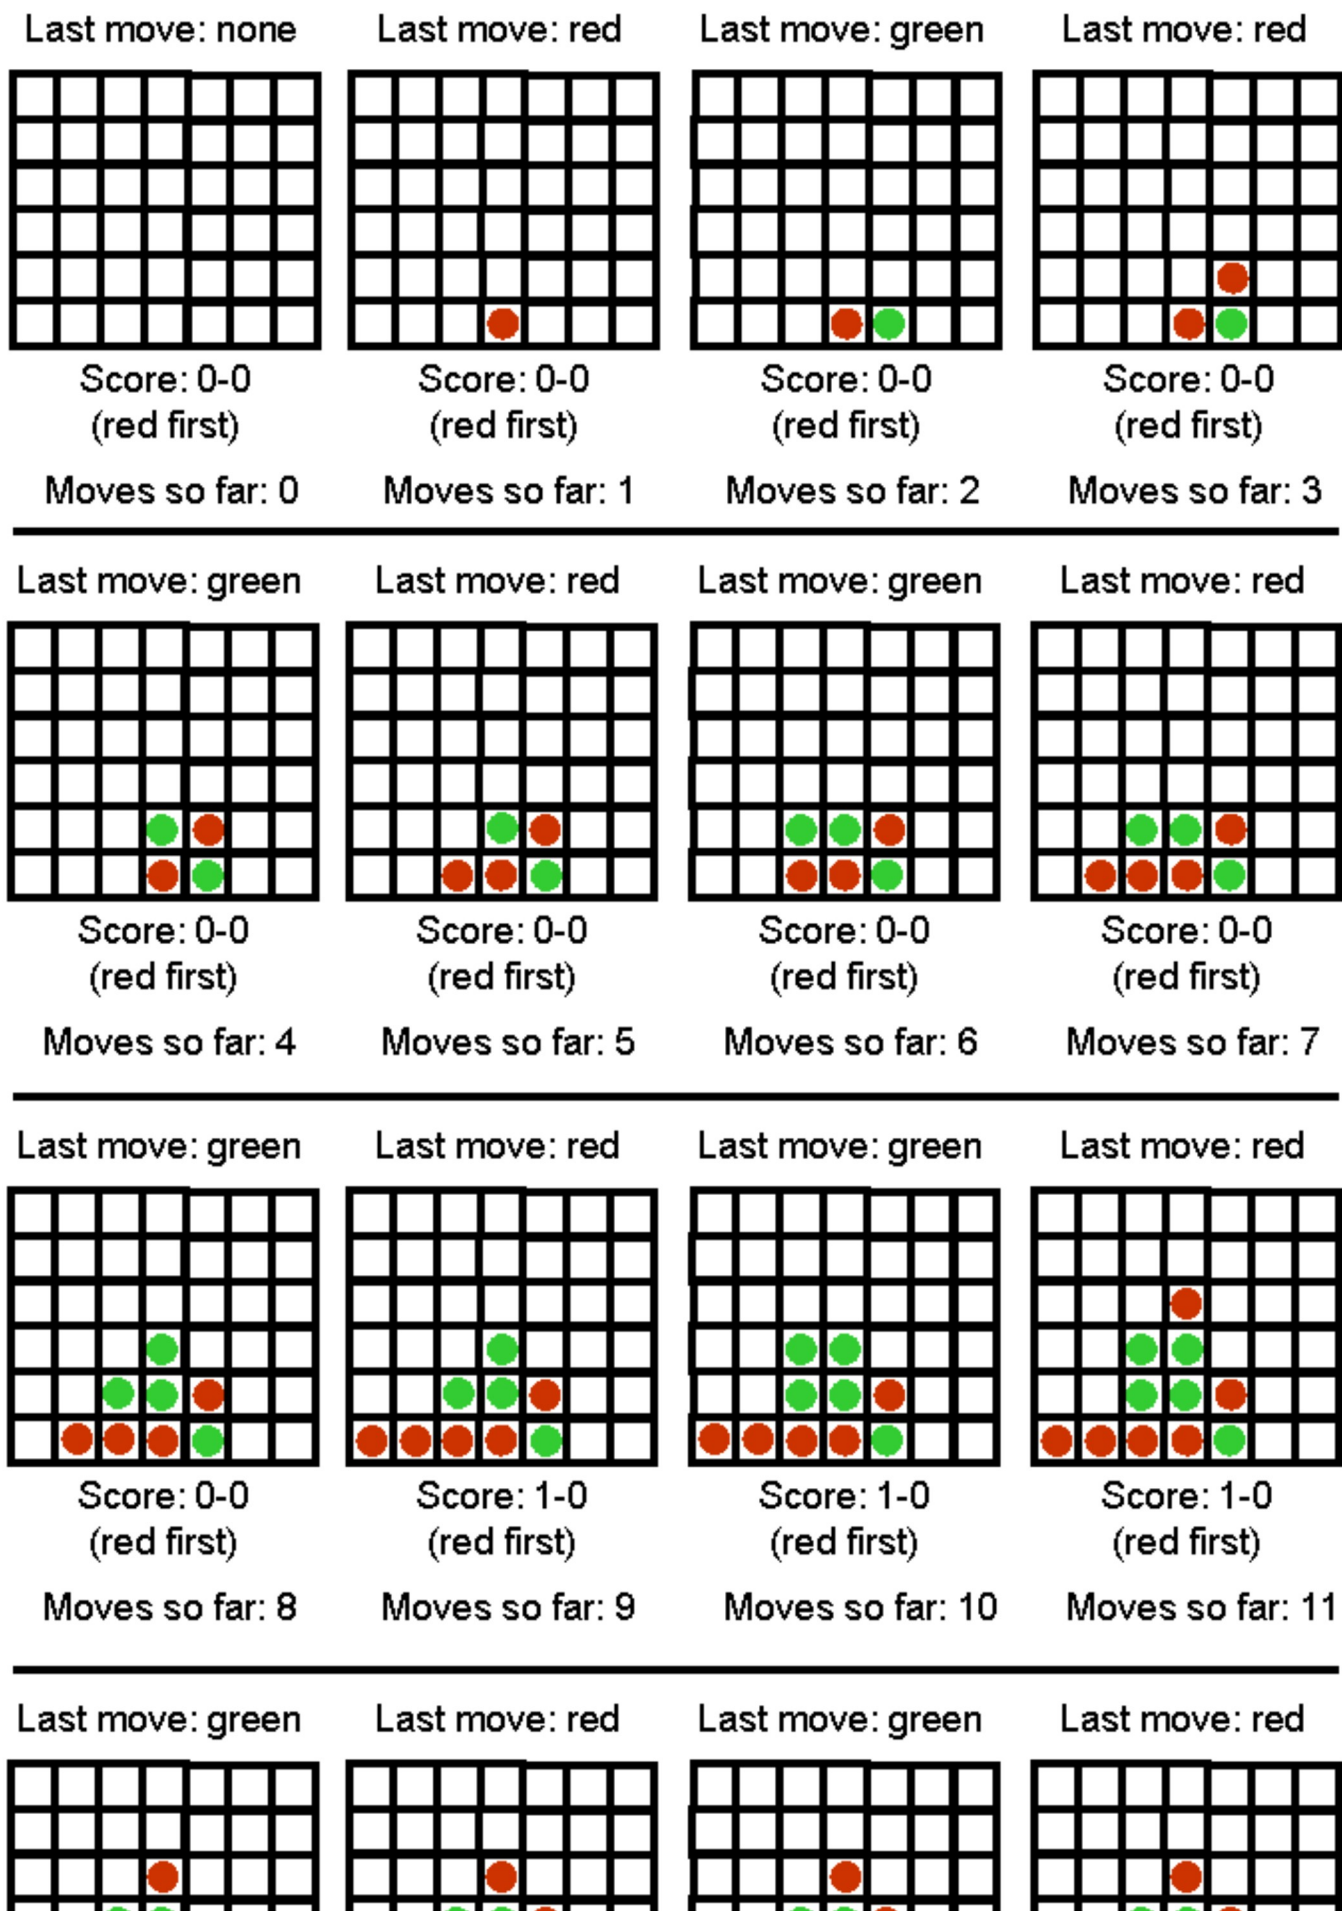 Last move: none Last move: red Last move: green Last move: red
Score: 0-0 Score: 0-0 Score: 0-0 Score: 0-0
(red first) (red first) (red first) (red first)
Moves so far: 0 Moves so far: 1 Moves so far: 2 Moves so far: 3
Last move: green Last move: red Last move: green Last move: red
Score: 0-0 Score: 0-0 Score: 0-0 Score: 0-0
(red first) (red first) (red first) (red first)
Moves so far: 4 Moves so far: 5 Moves so far: 6 Moves so far: 7
Last move: green Last move: red Last move: green Last move: red
Score: 0-0 Score: 1-0 Score: 1-0 Score: 1-0
(red first) (red first) (red first) (red first)
Moves so far: 8 Moves so far: 9 Moves so far: 10 Moves so far: 11
Last move: green Last move: red Last move: green Last move: red